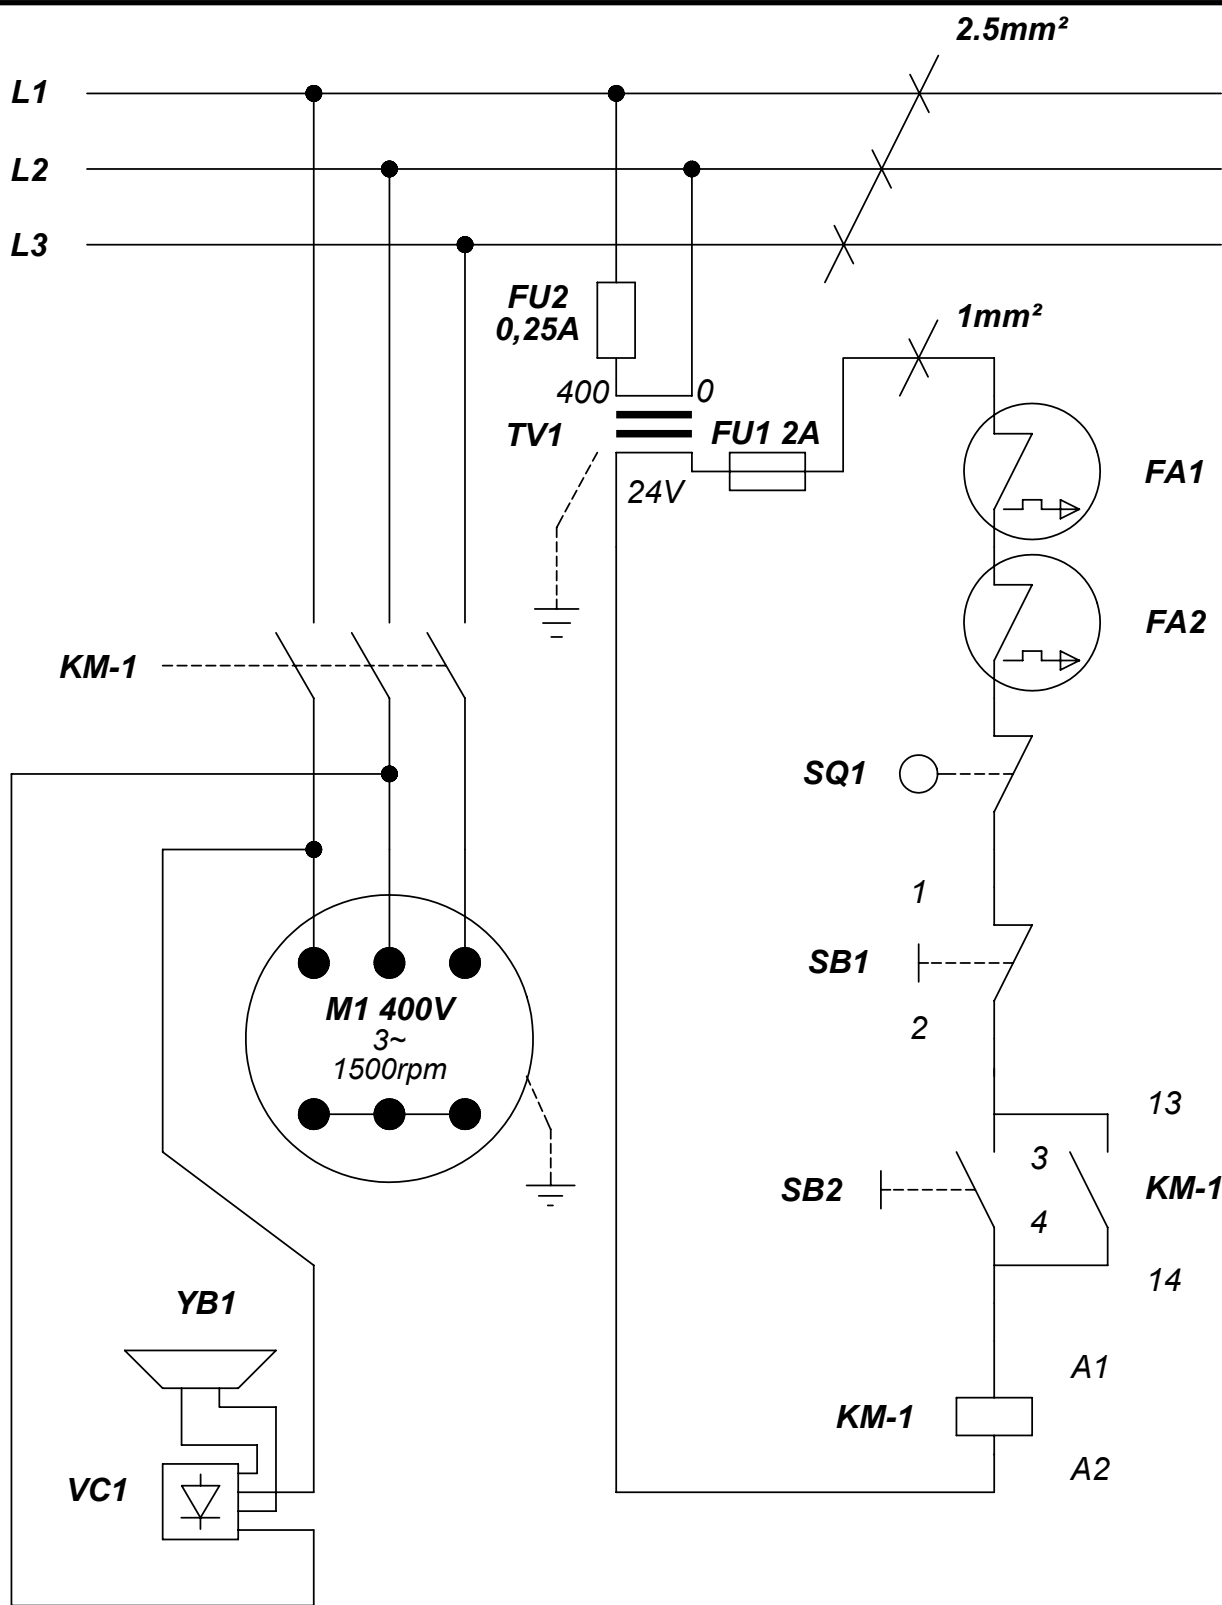 2.5mm²
L1
L2
L3
FU2
0,25A
1mm²
400
0
TV1
FU1 2A
24V
FA1
FA2
KM-1
SQ1
1
SB1
2
M1 400V
3~
1500rpm
13
3
SB2
KM-1
4
14
YB1
A1
KM-1
A2
VC1